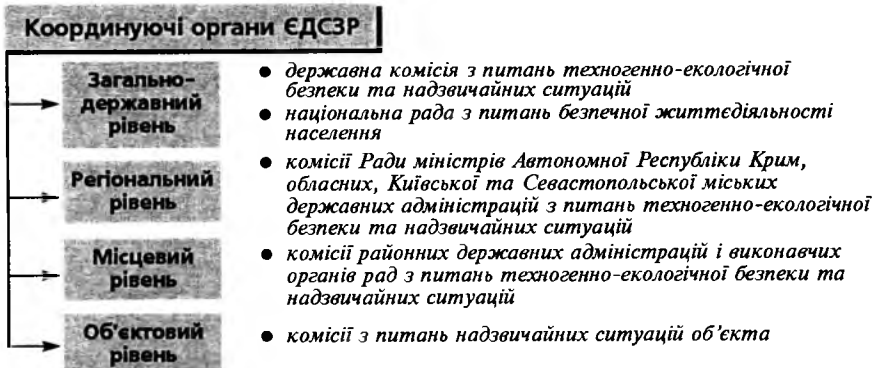 Координуючі органи ЄДСЗР
Загально-
державний
рівень
● державна комісія з питань техногенно-екологічної
безпеки та надзвичайних ситуацій
● національна рада з питань безпечної життєдіяльності
населення
Регіональний
рівень
● комісії Ради міністрів Автономної Республіки Крим,
обласних, Київської та Севастопольської міських
державних адміністрацій з питань техногенно-екологічної
безпеки та надзвичайних ситуацій
Місцевий
рівень
● комісії районних державних адміністрацій і виконавчих
органів рад з питань техногенно-екологічної безпеки та
надзвичайних ситуацій
Об'єктовий
рівень
● комісії з питань надзвичайних ситуацій об'єкта